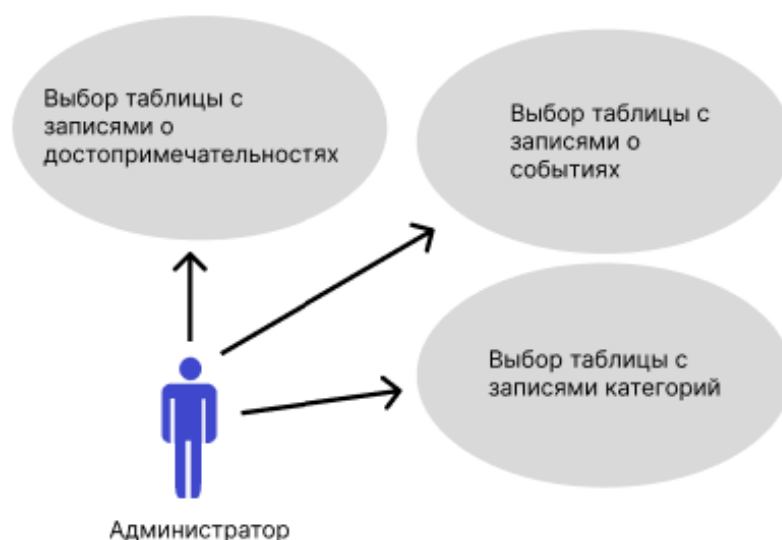 Выбор таблицы с
записями о
достопримечательностях
Выбор таблицы с
записями о
событиях
Выбор таблицы с
записями категорий
Администратор